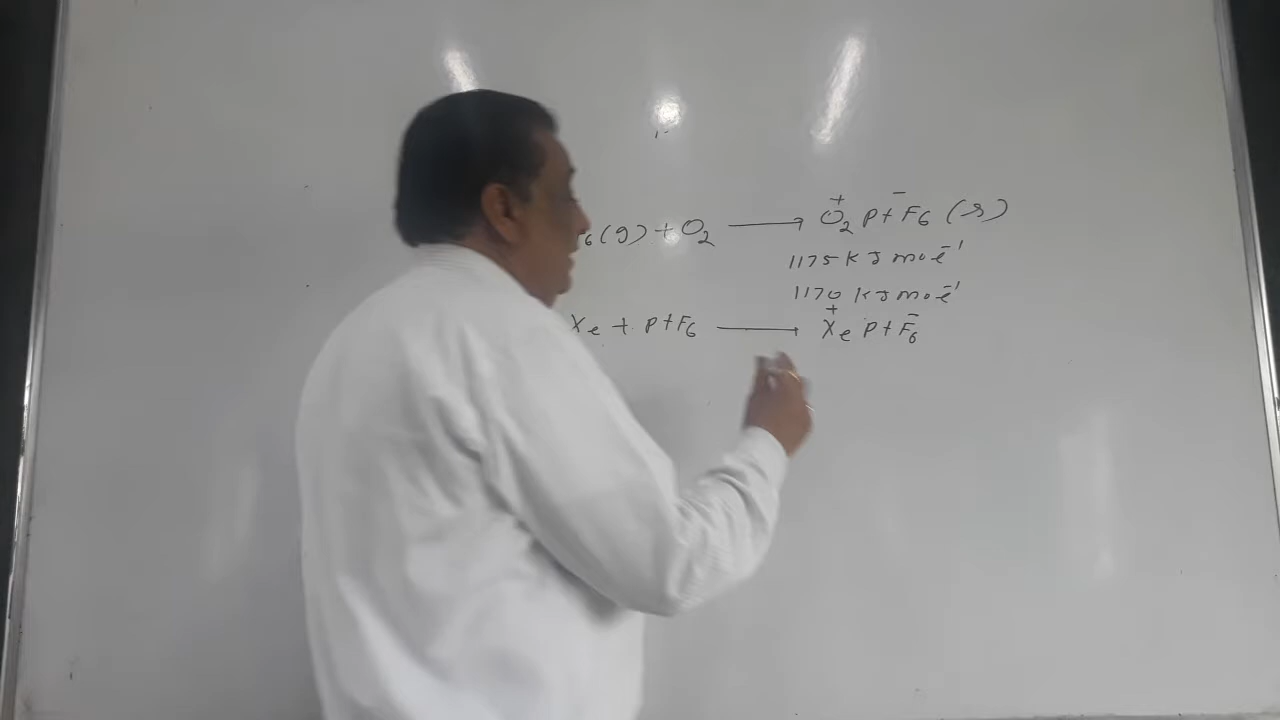 ₆(g) + O₂ ⟶ O₂⁺ PtF₆⁻ (s)
1175 KJ mol⁻¹
1170 KJ mol⁻¹
Xe + PtF₆ ⟶ Xe⁺ PtF₆⁻